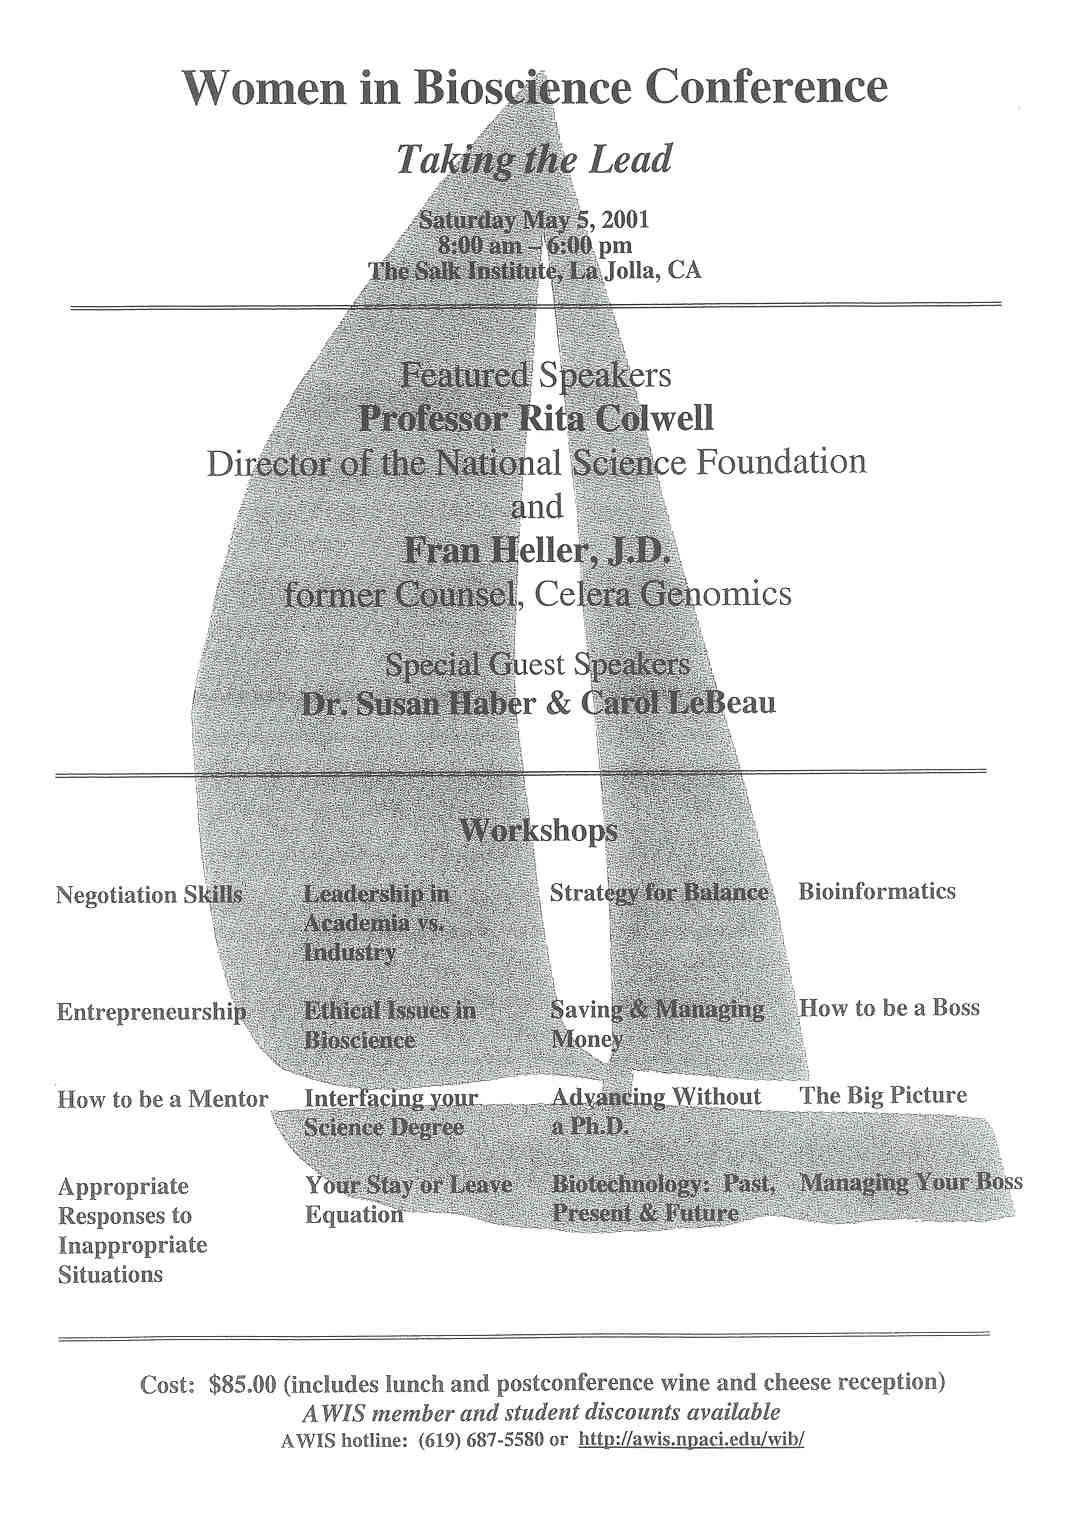 Women in Bioscience Conference
Taking the Lead
Saturday May 5, 2001
8:00 am – 6:00 pm
The Salk Institute, La Jolla, CA
Featured Speakers
Professor Rita Colwell
Director of the National Science Foundation
and
Fran Heller, J.D.
former Counsel, Celera Genomics
Special Guest Speakers
Dr. Susan Haber & Carol LeBeau
Workshops
Negotiation Skills
Leadership in
Academia vs.
Industry
Strategy for Balance
Bioinformatics
Entrepreneurship
Ethical Issues in
Bioscience
Saving & Managing
Money
How to be a Boss
How to be a Mentor
Interfacing your
Science Degree
Advancing Without
a Ph.D.
The Big Picture
Appropriate
Responses to
Inappropriate
Situations
Your Stay or Leave
Equation
Biotechnology: Past,
Present & Future
Managing Your Boss
Cost: $85.00 (includes lunch and postconference wine and cheese reception)
AWIS member and student discounts available
AWIS hotline: (619) 687-5580 or http://awis.npaci.edu/wib/